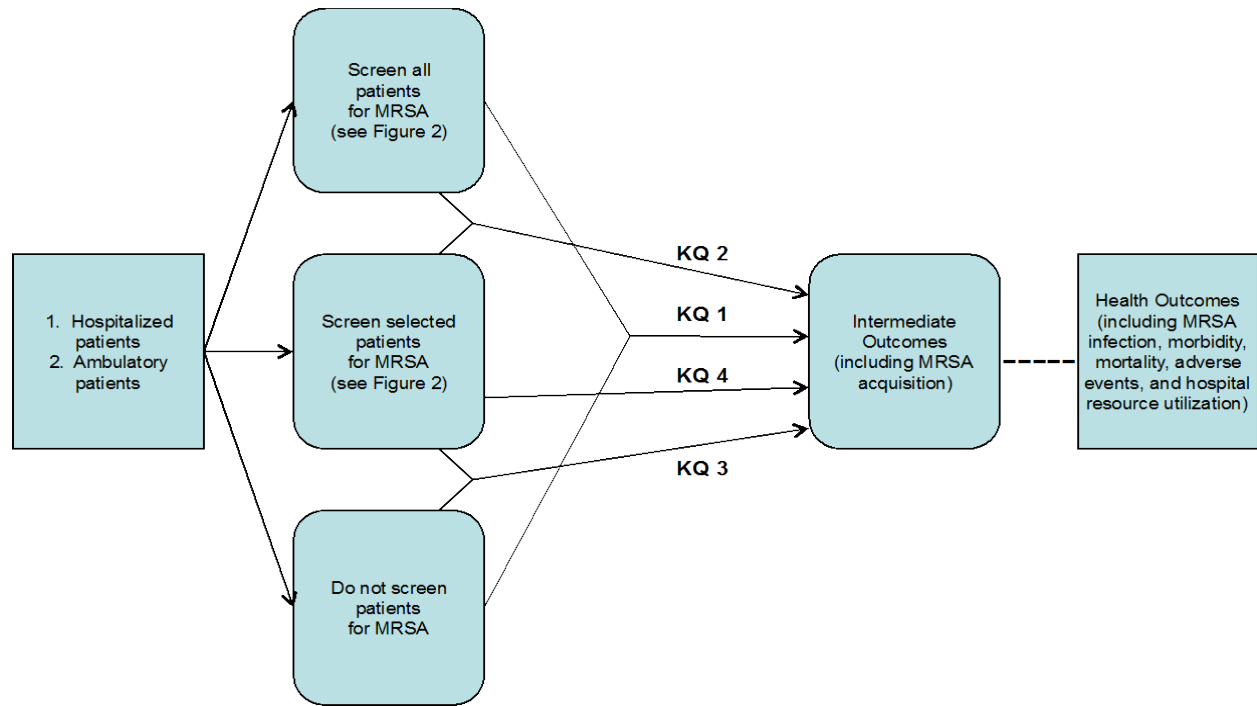 Screen all
patients
for MRSA
(see Figure 2)
1. Hospitalized
patients
2. Ambulatory
patients
Screen selected
patients
for MRSA
(see Figure 2)
Do not screen
patients
for MRSA
KQ 2
KQ 1
KQ 4
KQ 3
Intermediate
Outcomes
(including MRSA
acquisition)
Health Outcomes
(including MRSA
infection, morbidity,
mortality, adverse
events, and hospital
resource utilization)